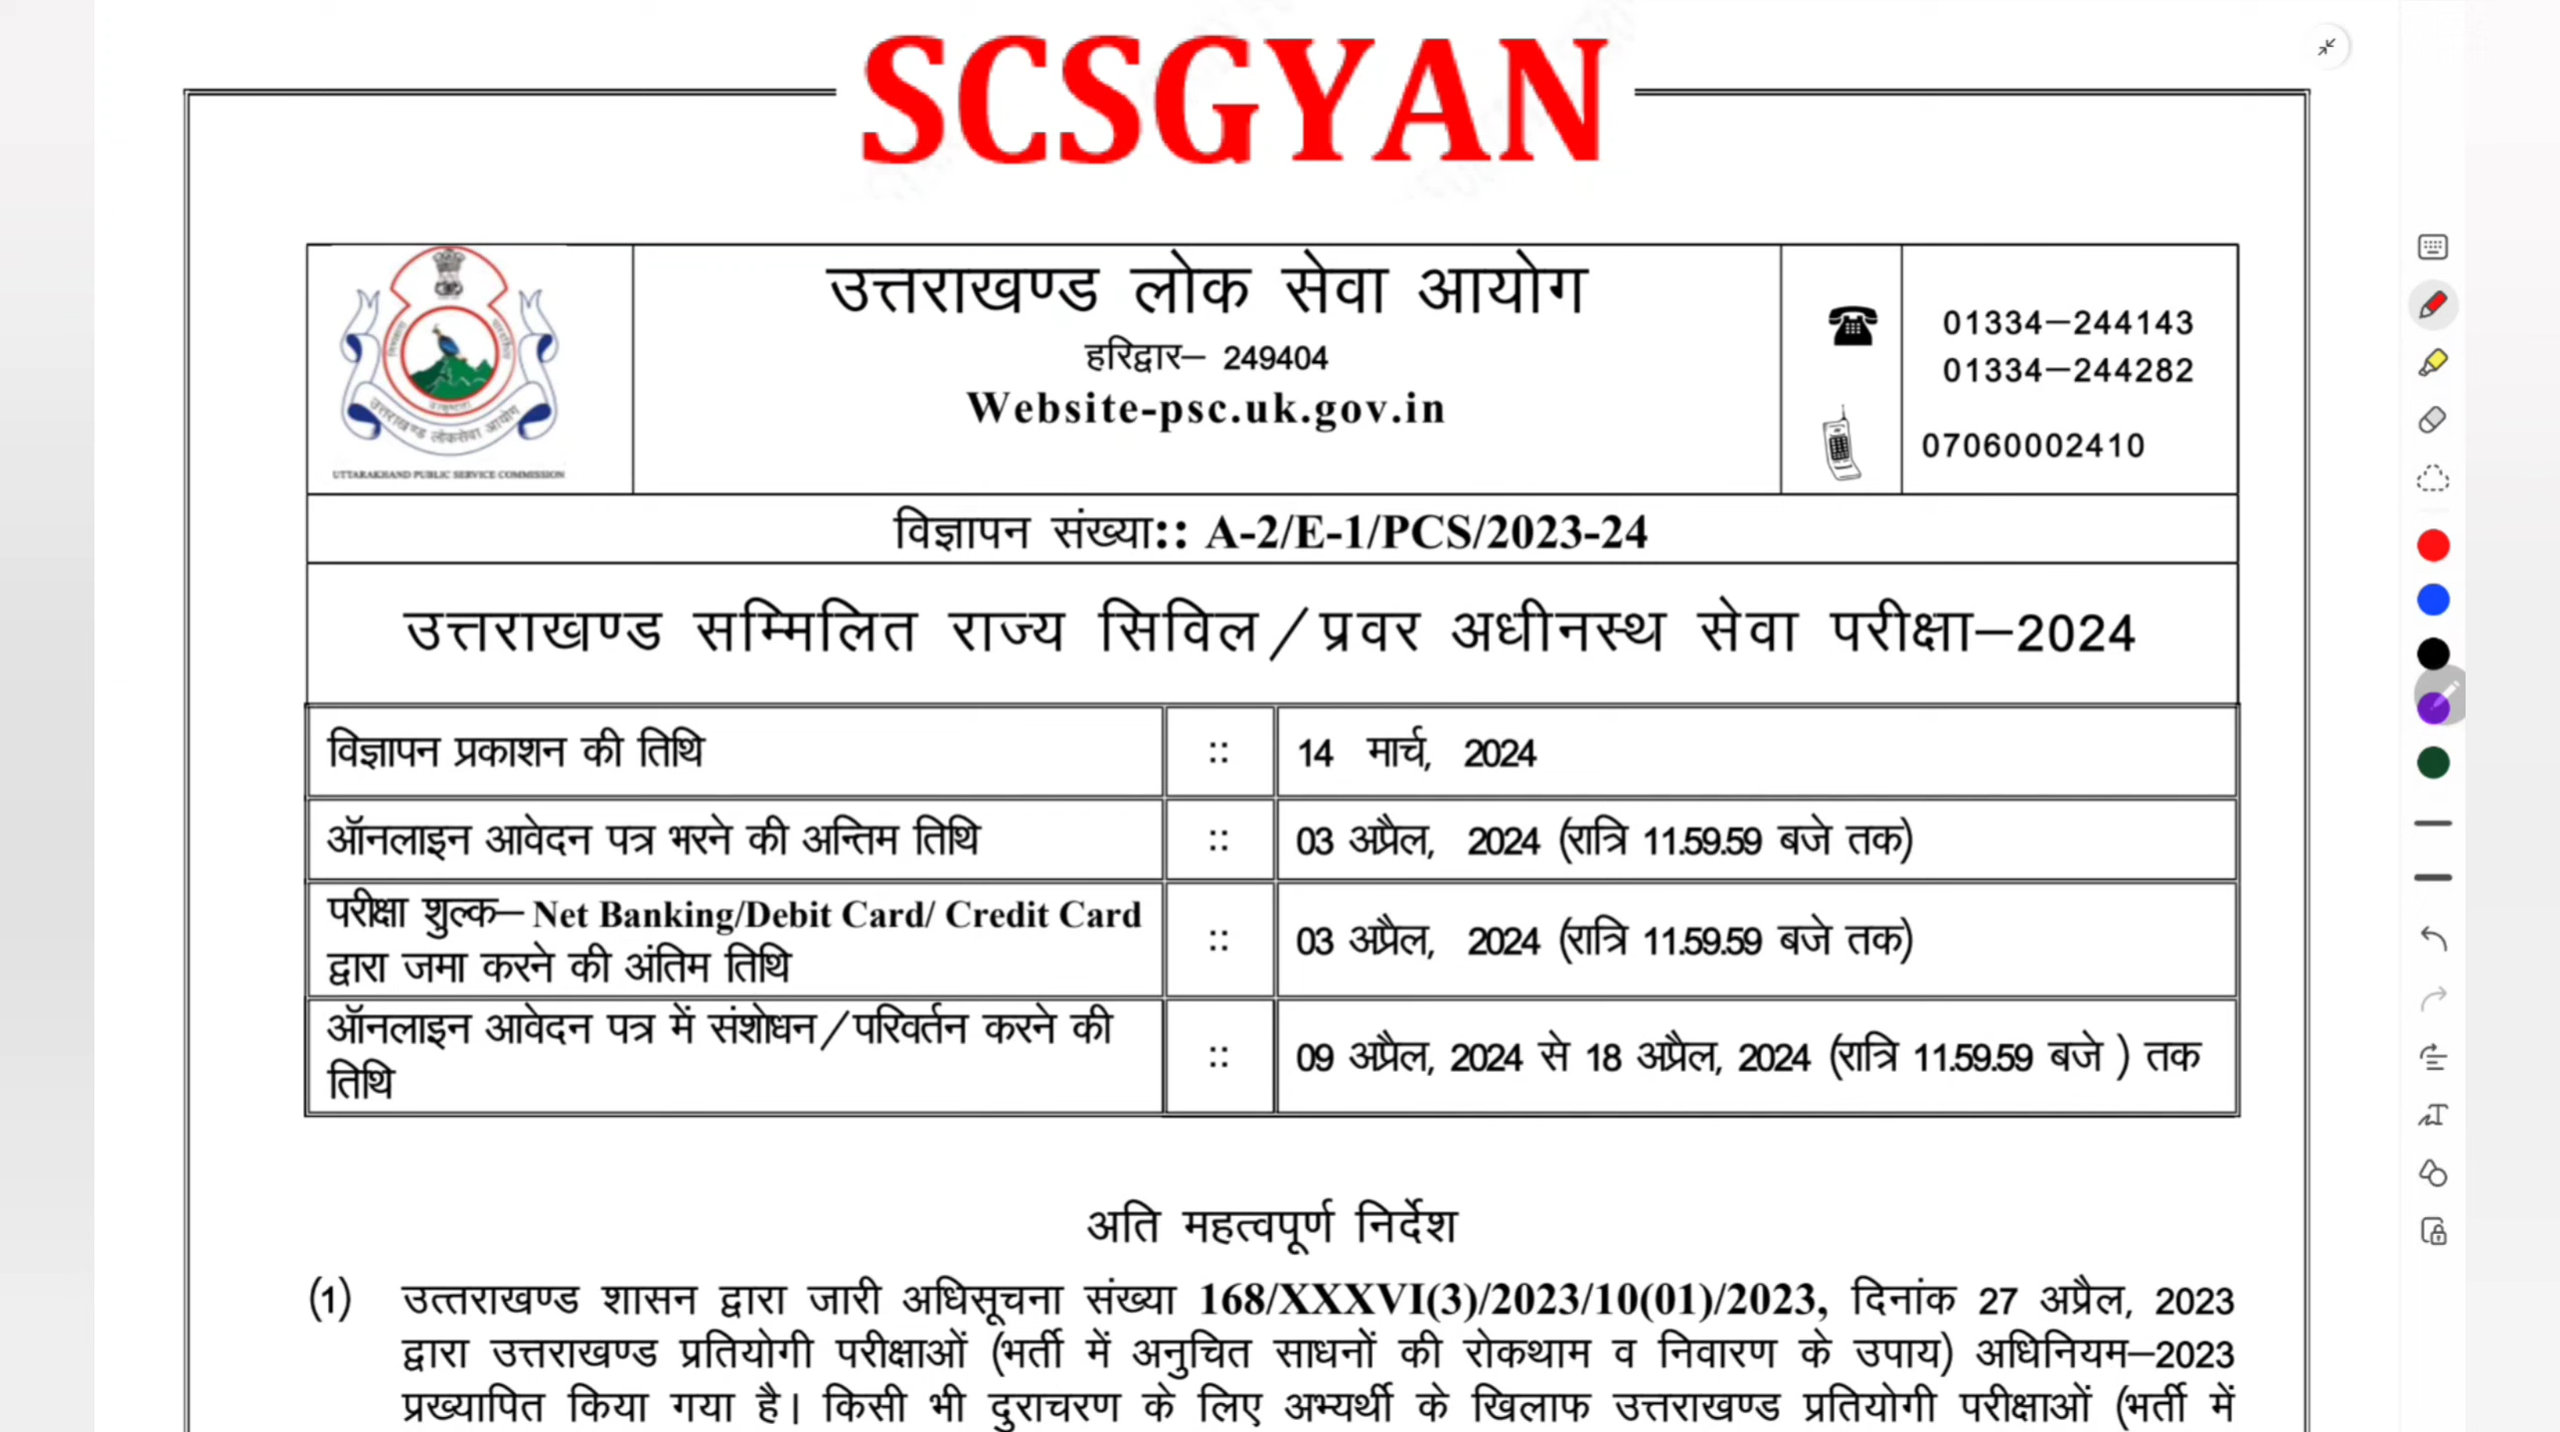 SCSGYAN
उत्तराखण्ड लोक सेवा आयोग
हरिद्वार— 249404
Website-psc.uk.gov.in
01334—244143
01334—244282
07060002410
उत्तराखण्ड लोकसेवा आयोग
UTTARAKHAND PUBLIC SERVICE COMMISSION
विज्ञापन संख्या:: A-2/E-1/PCS/2023-24
उत्तराखण्ड सम्मिलित राज्य सिविल/प्रवर अधीनस्थ सेवा परीक्षा—2024
विज्ञापन प्रकाशन की तिथि :: 14 मार्च, 2024
ऑनलाइन आवेदन पत्र भरने की अन्तिम तिथि :: 03 अप्रैल, 2024 (रात्रि 11.59.59 बजे तक)
परीक्षा शुल्क— Net Banking/Debit Card/ Credit Card
द्वारा जमा करने की अंतिम तिथि :: 03 अप्रैल, 2024 (रात्रि 11.59.59 बजे तक)
ऑनलाइन आवेदन पत्र में संशोधन/परिवर्तन करने की
तिथि :: 09 अप्रैल, 2024 से 18 अप्रैल, 2024 (रात्रि 11.59.59 बजे ) तक
अति महत्वपूर्ण निर्देश
(1) उत्तराखण्ड शासन द्वारा जारी अधिसूचना संख्या 168/XXXVI(3)/2023/10(01)/2023, दिनांक 27 अप्रैल, 2023
द्वारा उत्तराखण्ड प्रतियोगी परीक्षाओं (भर्ती में अनुचित साधनों की रोकथाम व निवारण के उपाय) अधिनियम—2023
प्रख्यापित किया गया है। किसी भी दुराचरण के लिए अभ्यर्थी के खिलाफ उत्तराखण्ड प्रतियोगी परीक्षाओं (भर्ती में